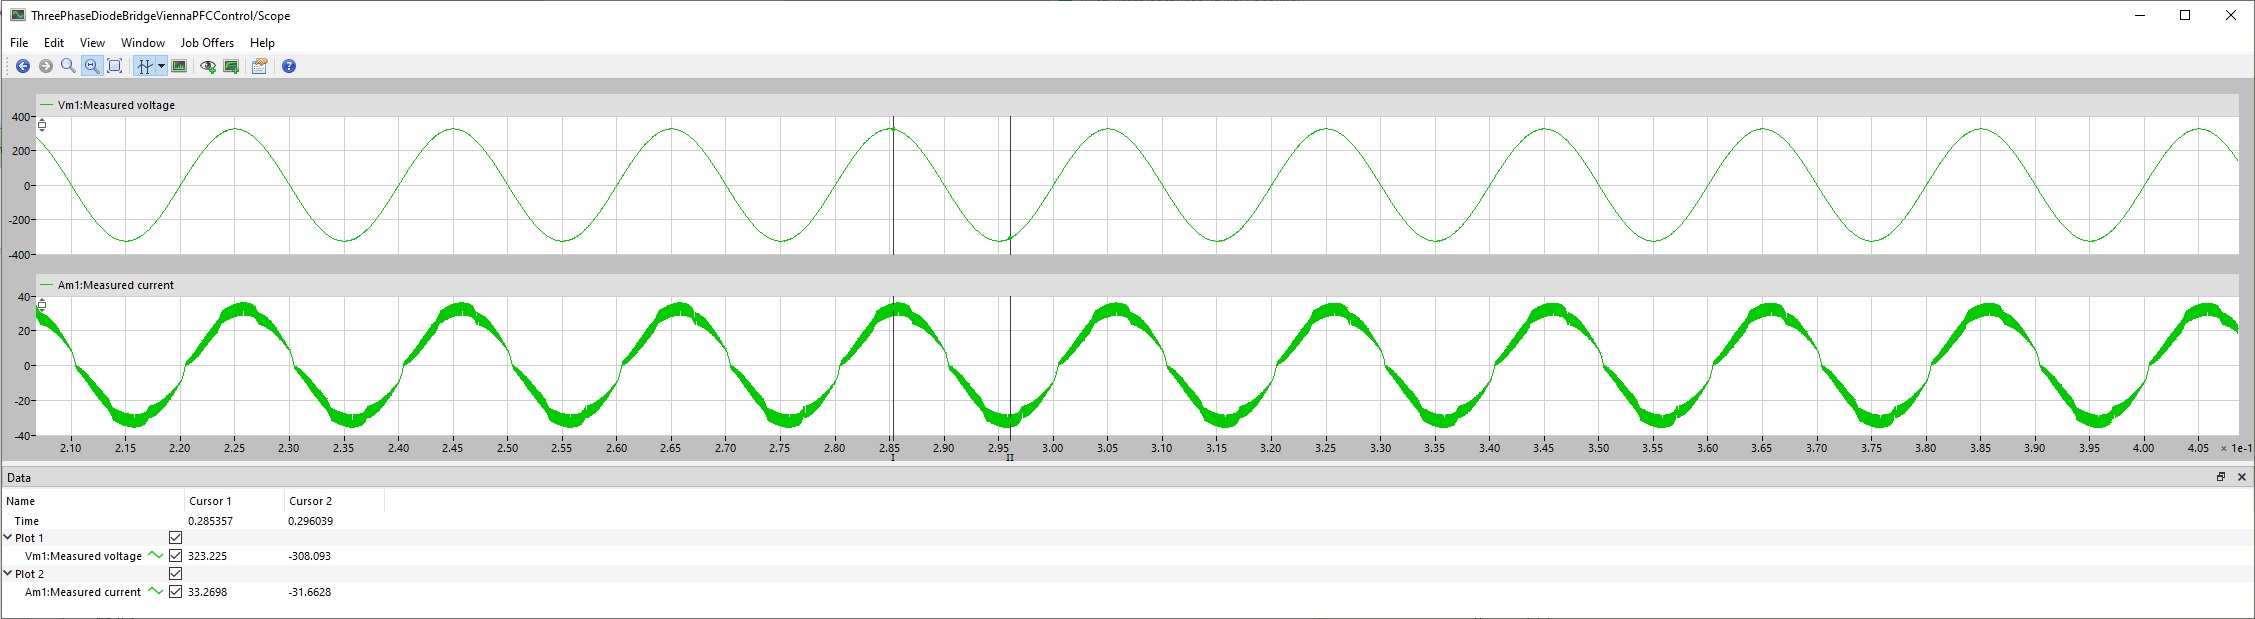 ThreePhaseDiodeBridgeViennaPFCControl/Scope
File Edit View Window Job Offers Help
Vm1:Measured voltage
400
200
0
-200
-400
Am1:Measured current
40
20
0
-20
-40
2.10 2.15 2.20 2.25 2.30 2.35 2.40 2.45 2.50 2.55 2.60 2.65 2.70 2.75 2.80 2.85 2.90 2.95 3.00 3.05 3.10 3.15 3.20 3.25 3.30 3.35 3.40 3.45 3.50 3.55 3.60 3.65 3.70 3.75 3.80 3.85 3.90 3.95 4.00 4.05 × 1e-1
I II
Data
Name Cursor 1 Cursor 2
Time 0.285357 0.296039
Plot 1
Vm1:Measured voltage 323.225 -308.093
Plot 2
Am1:Measured current 33.2698 -31.6628